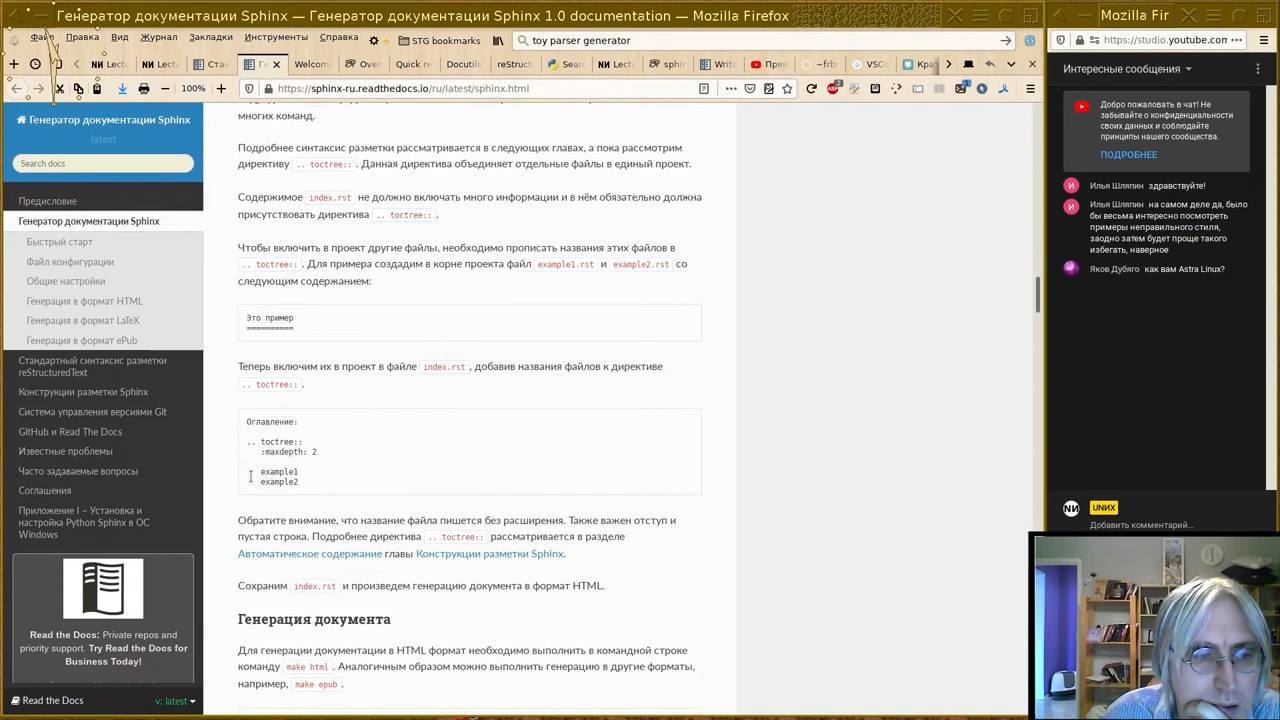 Генератор документации Sphinx — Генератор документации Sphinx 1.0 documentation — Mozilla Firefox
Mozilla Fir
Файл Правка Вид Журнал Закладки Инструменты Справка
STG bookmarks
toy parser generator
Welcom
Over
Quick re
Docutils
reStruct
Sear
Writi
100%
https://sphinx-ru.readthedocs.io/ru/latest/sphinx.html
https://studio.youtube.com
Генератор документации Sphinx
latest
Search docs
Предисловие
Генератор документации Sphinx
Быстрый старт
Файл конфигурации
Общие настройки
Генерация в формат HTML
Генерация в формат LaTeX
Генерация в формат ePub
Стандартный синтаксис разметки
reStructuredText
Конструкции разметки Sphinx
Система управления версиями Git
GitHub и Read The Docs
Известные проблемы
Часто задаваемые вопросы
Соглашения
Приложение I – Установка и
настройка Python Sphinx в ОС
Windows
Read the Docs: Private repos and
priority support. Try Read the Docs for
Business Today!
Read the Docs
v: latest
многих команд.
Подробнее синтаксис разметки рассматривается в следующих главах, а пока рассмотрим
директиву .. toctree:: . Данная директива объединяет отдельные файлы в единый проект.
Содержимое index.rst не должно включать много информации и в нём обязательно должна
присутствовать директива .. toctree:: .
Чтобы включить в проект другие файлы, необходимо прописать названия этих файлов в
.. toctree:: . Для примера создадим в корне проекта файл example1.rst и example2.rst со
следующим содержанием:
Это пример
==========
Теперь включим их в проект в файле index.rst , добавив названия файлов к директиве
.. toctree:: .
Оглавление:
.. toctree::
:maxdepth: 2
example1
example2
Обратите внимание, что название файла пишется без расширения. Также важен отступ и
пустая строка. Подробнее директива .. toctree:: рассматривается в разделе
Автоматическое содержание главы Конструкции разметки Sphinx.
Сохраним index.rst и произведем генерацию документа в формат HTML.
Генерация документа
Для генерации документации в HTML формат необходимо выполнить в командной строке
команду make html . Аналогичным образом можно выполнить генерацию в другие форматы,
например, make epub .
Интересные сообщения
Добро пожаловать в чат! Не
забывайте о конфиденциальности
своих данных и соблюдайте
принципы нашего сообщества.
ПОДРОБНЕЕ
Илья Шляпин здравствуйте!
Илья Шляпин на самом деле да, было
бы весьма интересно посмотреть
примеры неправильного стиля,
заодно затем будет проще такого
избегать, наверное
Яков Дубяго как вам Astra Linux?
UNИX
Добавить комментарий...